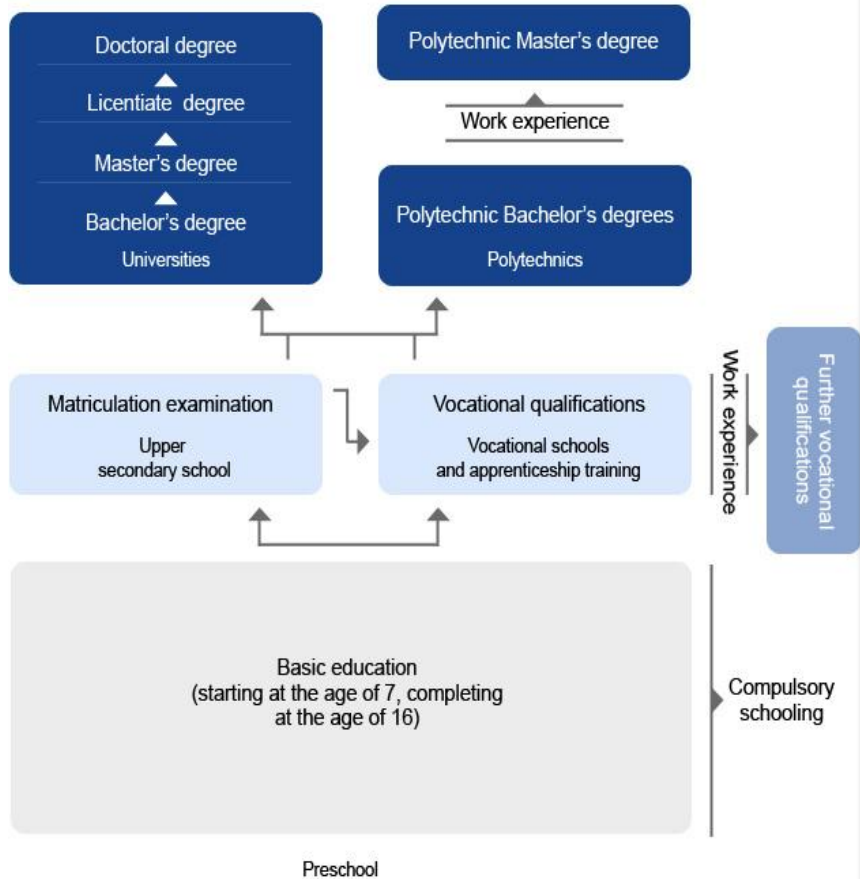 Doctoral degree
Licentiate degree
Master's degree
Bachelor's degree
Universities
Polytechnic Master's degree
Work experience
Polytechnic Bachelor's degrees
Polytechnics
Matriculation examination
Upper
secondary school
Vocational qualifications
Vocational schools
and apprenticeship training
Work experience
Further vocational
qualifications
Basic education
(starting at the age of 7, completing
at the age of 16)
Compulsory
schooling
Preschool